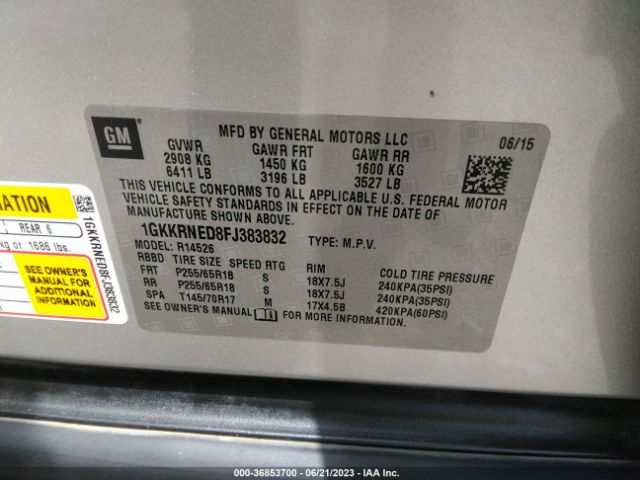 GM
MFD BY GENERAL MOTORS LLC 06/15
GVWR GAWR FRT GAWR RR
2908 KG 1450 KG 1600 KG
6411 LB 3196 LB 3527 LB
THIS VEHICLE CONFORMS TO ALL APPLICABLE U.S. FEDERAL MOTOR
VEHICLE SAFETY STANDARDS IN EFFECT ON THE DATE OF
MANUFACTURE SHOWN ABOVE.
1GKKRNED8FJ383832 TYPE: M.P.V.
MODEL: R14526
RBBD TIRE SIZE SPEED RTG RIM COLD TIRE PRESSURE
FRT P255/65R18 S 18X7.5J 240KPA(35PSI)
RR P255/65R18 S 18X7.5J 240KPA(35PSI)
SPA T145/70R17 M 17X4.5B 420KPA(60PSI)
SEE OWNER'S MANUAL FOR MORE INFORMATION.
REAR 6
kg or 1686 lbs.
SEE OWNER'S
MANUAL FOR
ADDITIONAL
INFORMATION
1GKKRNED8FJ383832
000-36853700 - 06/21/2023 - IAA Inc.